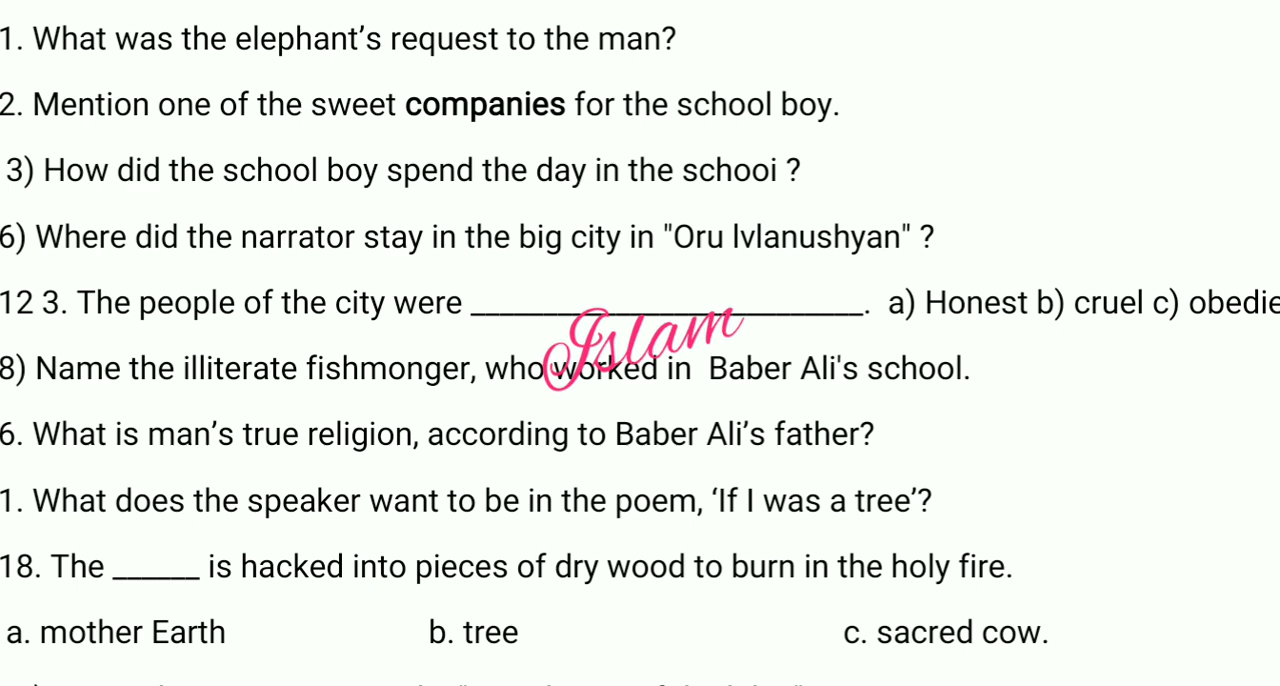 1. What was the elephant’s request to the man?
2. Mention one of the sweet companies for the school boy.
3) How did the school boy spend the day in the schooi ?
6) Where did the narrator stay in the big city in "Oru lvlanushyan" ?
12 3. The people of the city were ______________________. a) Honest b) cruel c) obedie
Islam
8) Name the illiterate fishmonger, who worked in Baber Ali's school.
6. What is man’s true religion, according to Baber Ali’s father?
1. What does the speaker want to be in the poem, ‘If I was a tree’?
18. The _____ is hacked into pieces of dry wood to burn in the holy fire.
a. mother Earth b. tree c. sacred cow.